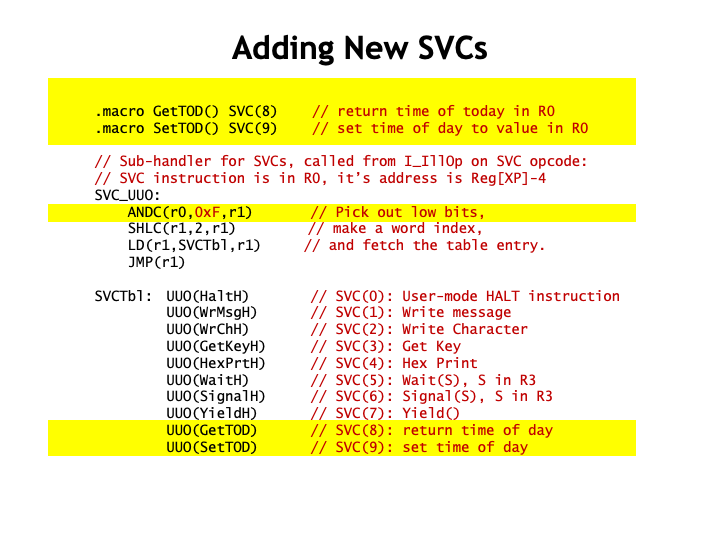 Adding New SVCs
.macro GetTOD() SVC(8) // return time of today in R0
.macro SetTOD() SVC(9) // set time of day to value in R0
// Sub-handler for SVCs, called from I_IllOp on SVC opcode:
// SVC instruction is in R0, it's address is Reg[XP]-4
SVC_UUO:
ANDC(r0,0xF,r1) // Pick out low bits,
SHLC(r1,2,r1) // make a word index,
LD(r1,SVCTbl,r1) // and fetch the table entry.
JMP(r1)
SVCTbl: UUO(HaltH) // SVC(0): User-mode HALT instruction
UUO(WrMsgH) // SVC(1): Write message
UUO(WrChH) // SVC(2): Write Character
UUO(GetKeyH) // SVC(3): Get Key
UUO(HexPrtH) // SVC(4): Hex Print
UUO(WaitH) // SVC(5): Wait(S), S in R3
UUO(SignalH) // SVC(6): Signal(S), S in R3
UUO(YieldH) // SVC(7): Yield()
UUO(GetTOD) // SVC(8): return time of day
UUO(SetTOD) // SVC(9): set time of day